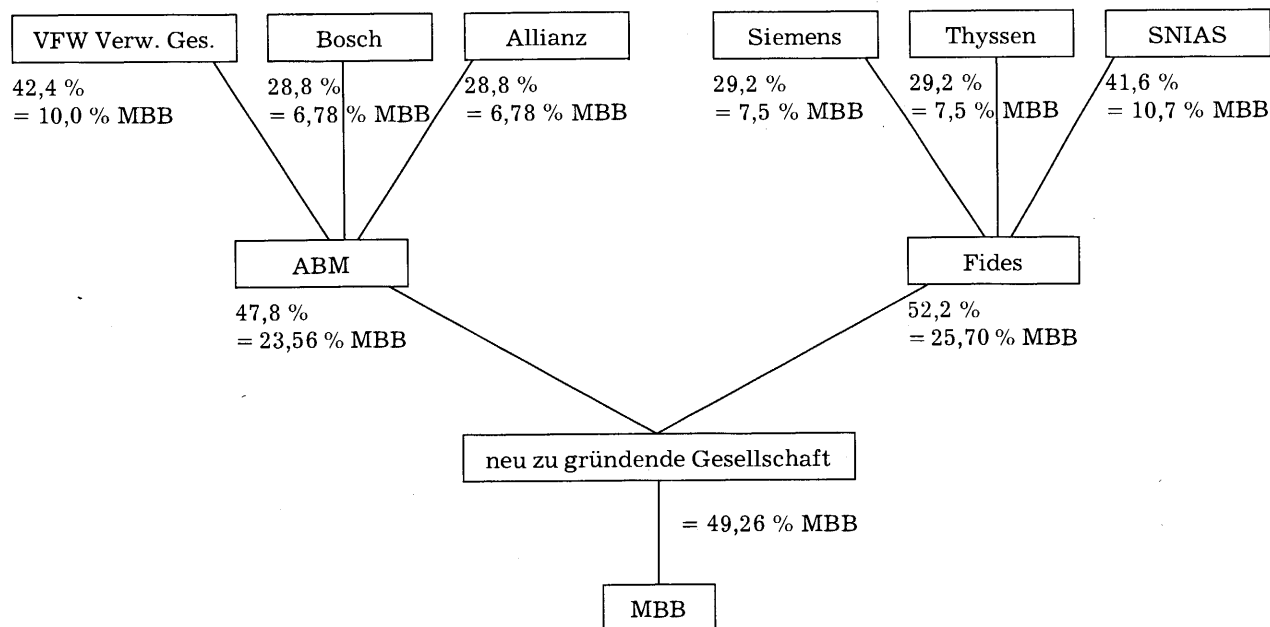 VFW Verw. Ges.
42,4 %
= 10,0 % MBB
Bosch
28,8 %
= 6,78 % MBB
Allianz
28,8 %
= 6,78 % MBB
Siemens
29,2 %
= 7,5 % MBB
Thyssen
29,2 %
= 7,5 % MBB
SNIAS
41,6 %
= 10,7 % MBB
ABM
47,8 %
= 23,56 % MBB
Fides
52,2 %
= 25,70 % MBB
neu zu gründende Gesellschaft
= 49,26 % MBB
MBB